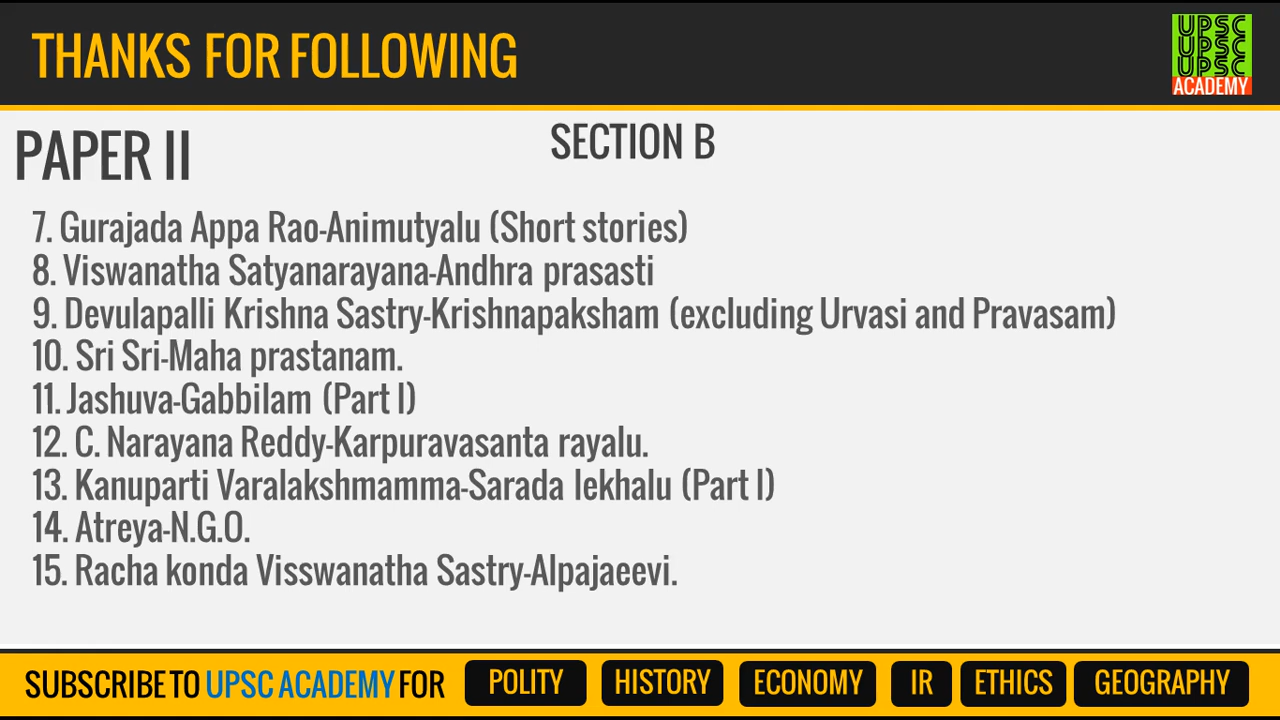 THANKS FOR FOLLOWING
UPSC
UPSC
UPSC
ACADEMY
PAPER II
SECTION B
7. Gurajada Appa Rao-Animutyalu (Short stories)
8. Viswanatha Satyanarayana-Andhra prasasti
9. Devulapalli Krishna Sastry-Krishnapaksham (excluding Urvasi and Pravasam)
10. Sri Sri-Maha prastanam.
11. Jashuva-Gabbilam (Part I)
12. C. Narayana Reddy-Karpuravasanta rayalu.
13. Kanuparti Varalakshmamma-Sarada lekhalu (Part I)
14. Atreya-N.G.O.
15. Racha konda Visswanatha Sastry-Alpajaeevi.
SUBSCRIBE TO UPSC ACADEMY FOR POLITY HISTORY ECONOMY IR ETHICS GEOGRAPHY